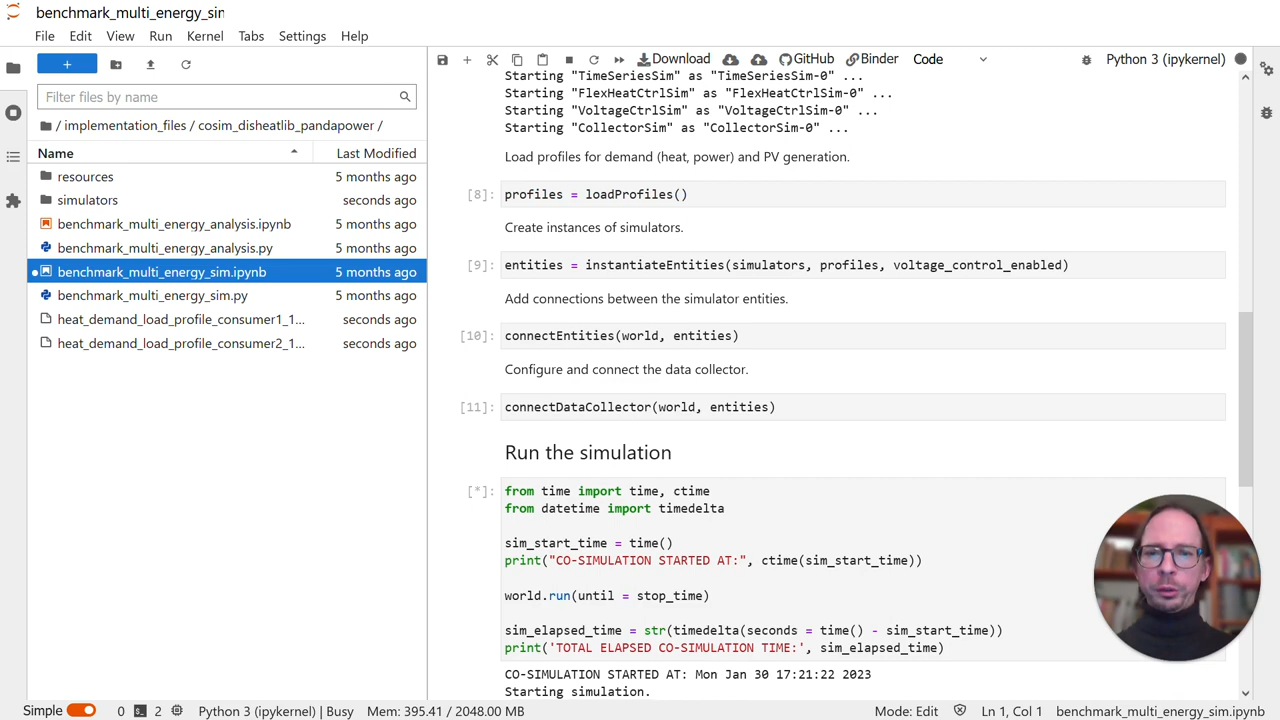 benchmark_multi_energy_sin
File Edit View Run Kernel Tabs Settings Help
+
Filter files by name
/ implementation_files / cosim_disheatlib_pandapower /
Name Last Modified
resources 5 months ago
simulators seconds ago
benchmark_multi_energy_analysis.ipynb 5 months ago
benchmark_multi_energy_analysis.py 5 months ago
benchmark_multi_energy_sim.ipynb 5 months ago
benchmark_multi_energy_sim.py 5 months ago
heat_demand_load_profile_consumer1_1... seconds ago
heat_demand_load_profile_consumer2_1... seconds ago
Download GitHub Binder Code Python 3 (ipykernel)
Starting "TimeSeriesSim" as "TimeSeriesSim-0" ...
Starting "FlexHeatCtrlSim" as "FlexHeatCtrlSim-0" ...
Starting "VoltageCtrlSim" as "VoltageCtrlSim-0" ...
Starting "CollectorSim" as "CollectorSim-0" ...
Load profiles for demand (heat, power) and PV generation.
[8]: profiles = loadProfiles()
Create instances of simulators.
[9]: entities = instantiateEntities(simulators, profiles, voltage_control_enabled)
Add connections between the simulator entities.
[10]: connectEntities(world, entities)
Configure and connect the data collector.
[11]: connectDataCollector(world, entities)
Run the simulation
[*]: from time import time, ctime
from datetime import timedelta
sim_start_time = time()
print("CO-SIMULATION STARTED AT:", ctime(sim_start_time))
world.run(until = stop_time)
sim_elapsed_time = str(timedelta(seconds = time() - sim_start_time))
print('TOTAL ELAPSED CO-SIMULATION TIME:', sim_elapsed_time)
CO-SIMULATION STARTED AT: Mon Jan 30 17:21:22 2023
Starting simulation.
Simple 0 2 Python 3 (ipykernel) | Busy Mem: 395.41 / 2048.00 MB Mode: Edit Ln 1, Col 1 benchmark_multi_energy_sim.ipynb